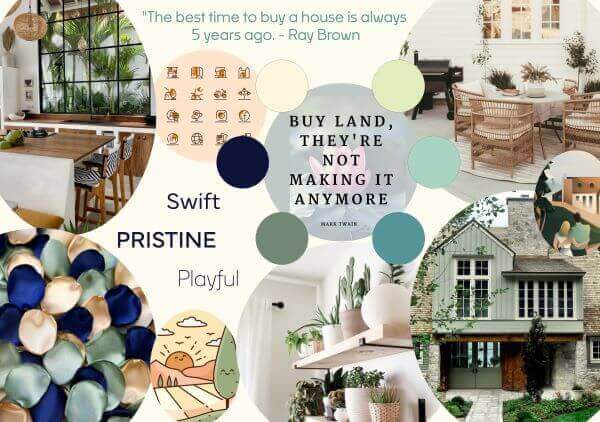 "The best time to buy a house is always
5 years ago. - Ray Brown
BUY LAND,
THEY'RE
NOT
MAKING IT
ANYMORE
MARK TWAIN
Swift
PRISTINE
Playful